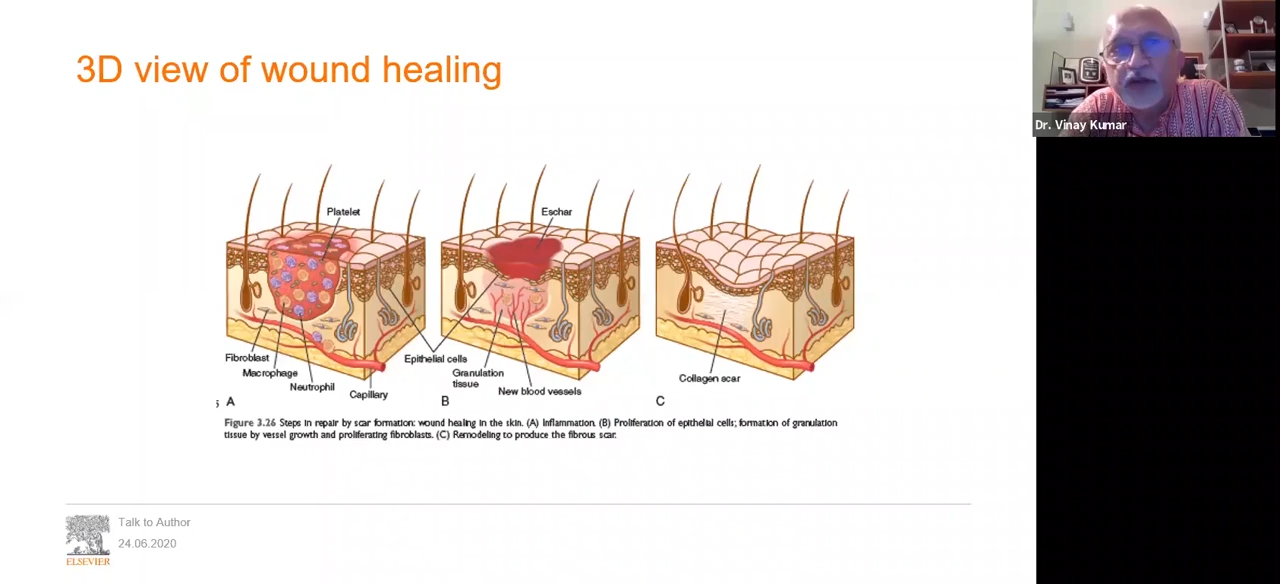 3D view of wound healing
Dr. Vinay Kumar
Platelet
Eschar
Fibroblast
Macrophage
Neutrophil
Capillary
Epithelial cells
Granulation
tissue
New blood vessels
Collagen scar
; A
B
C
Figure 3.26 Steps in repair by scar formation: wound healing in the skin. (A) Inflammation. (B) Proliferation of epithelial cells; formation of granulation
tissue by vessel growth and proliferating fibroblasts. (C) Remodeling to produce the fibrous scar.
Talk to Author
24.06.2020
ELSEVIER